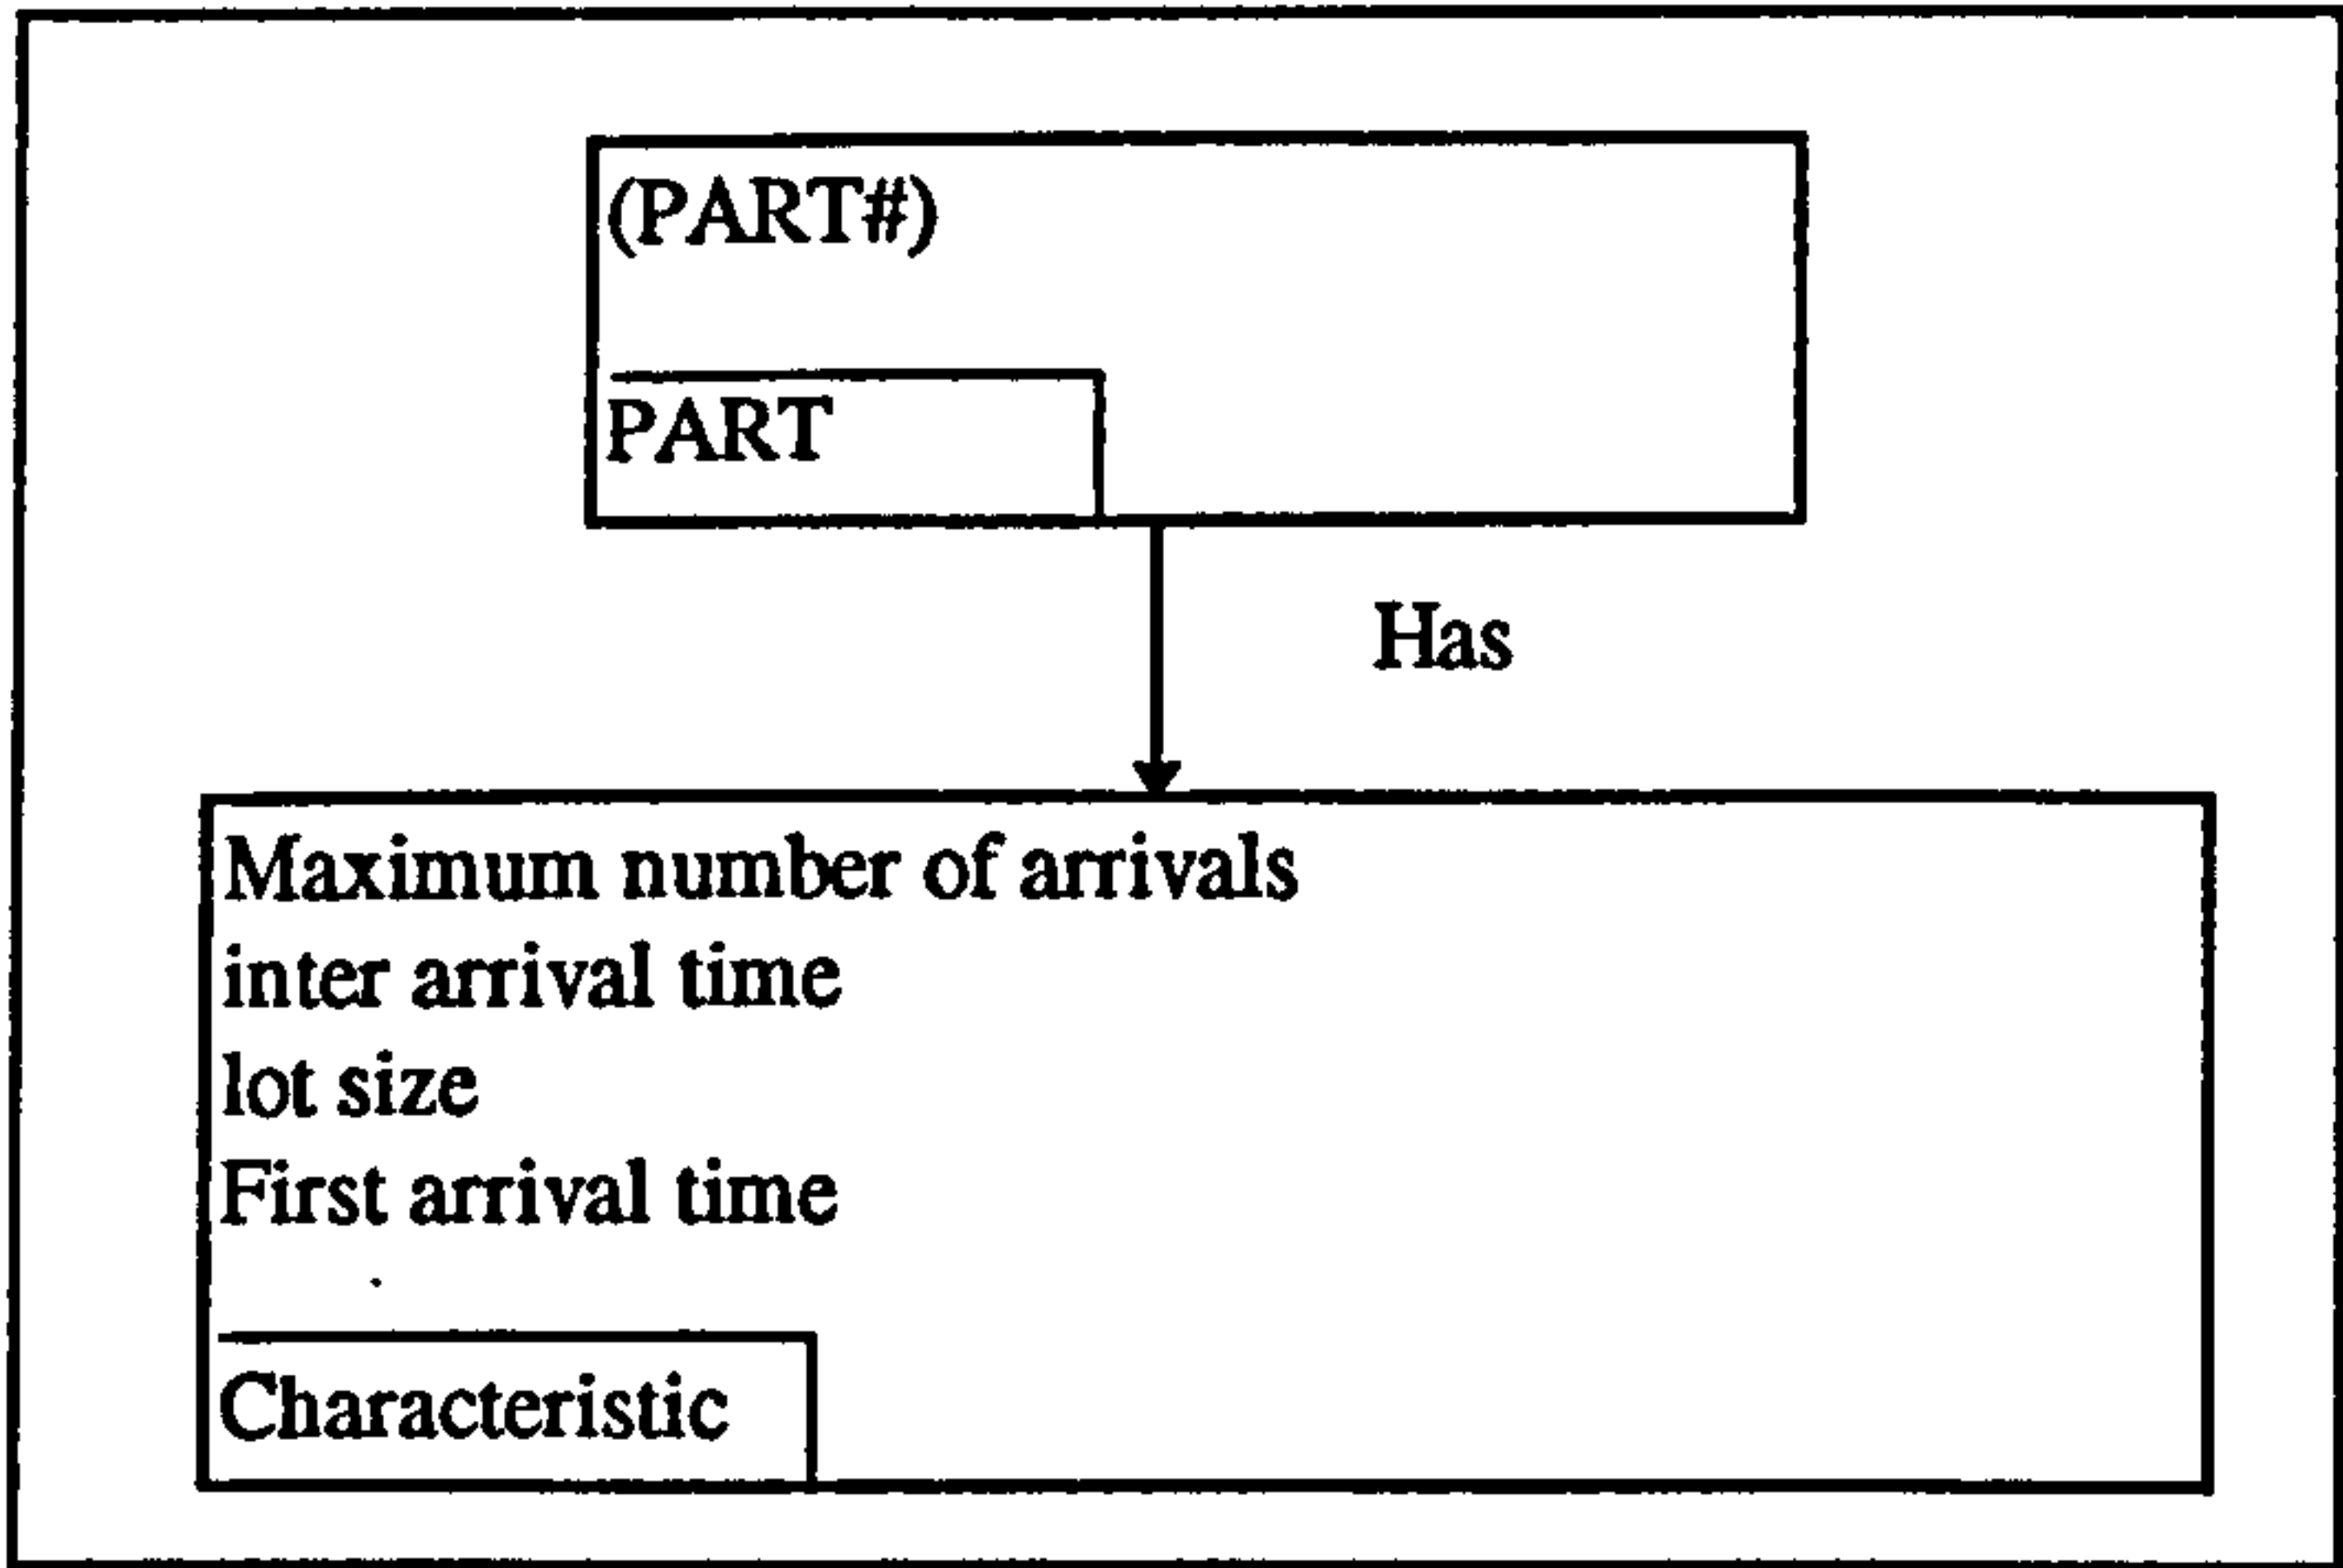 (PART#)
PART
Has
Maximum number of arrivals
inter arrival time
lot size
First arrival time
Characteristic